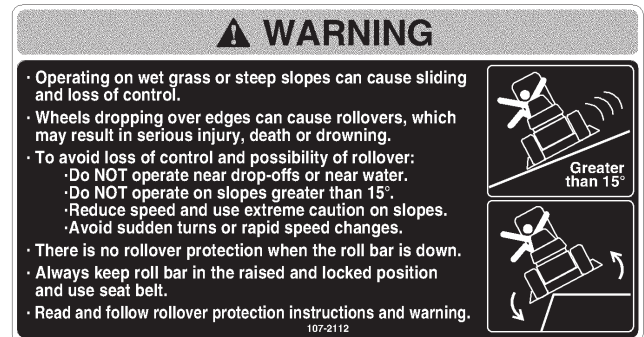 WARNING
· Operating on wet grass or steep slopes can cause sliding
and loss of control.
· Wheels dropping over edges can cause rollovers, which
may result in serious injury, death or drowning.
· To avoid loss of control and possibility of rollover:
·Do NOT operate near drop-offs or near water.
·Do NOT operate on slopes greater than 15°.
·Reduce speed and use extreme caution on slopes.
·Avoid sudden turns or rapid speed changes.
· There is no rollover protection when the roll bar is down.
· Always keep roll bar in the raised and locked position
and use seat belt.
· Read and follow rollover protection instructions and warning.
107-2112
Greater
than 15°